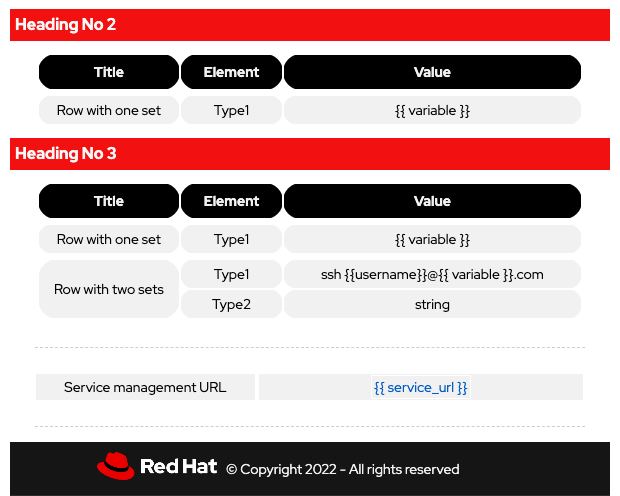 Heading No 2
Title Element Value
Row with one set Type1 {{ variable }}
Heading No 3
Title Element Value
Row with one set Type1 {{ variable }}
Row with two sets Type1 ssh {{username}}@{{ variable }}.com
Type2 string
Service management URL {{ service_url }}
Red Hat © Copyright 2022 - All rights reserved